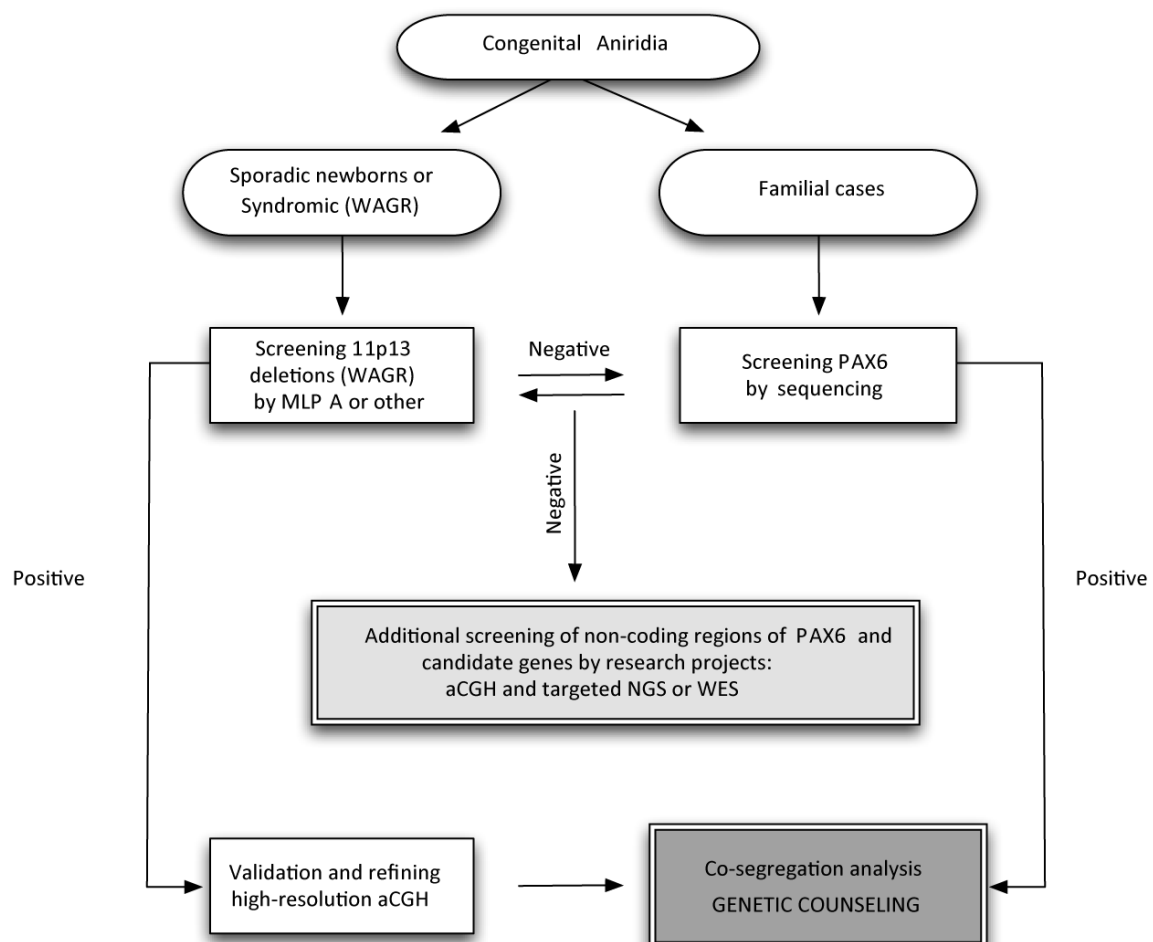 Congenital Aniridia
Sporadic newborns or
Syndromic (WAGR)
Familial cases
Screening 11p13
deletions (WAGR)
by MLP A or other
Negative
Screening PAX6
by sequencing
Negative
Positive
Positive
Additional screening of non-coding regions of PAX6 and
candidate genes by research projects:
aCGH and targeted NGS or WES
Validation and refining
high-resolution aCGH
Co-segregation analysis
GENETIC COUNSELING